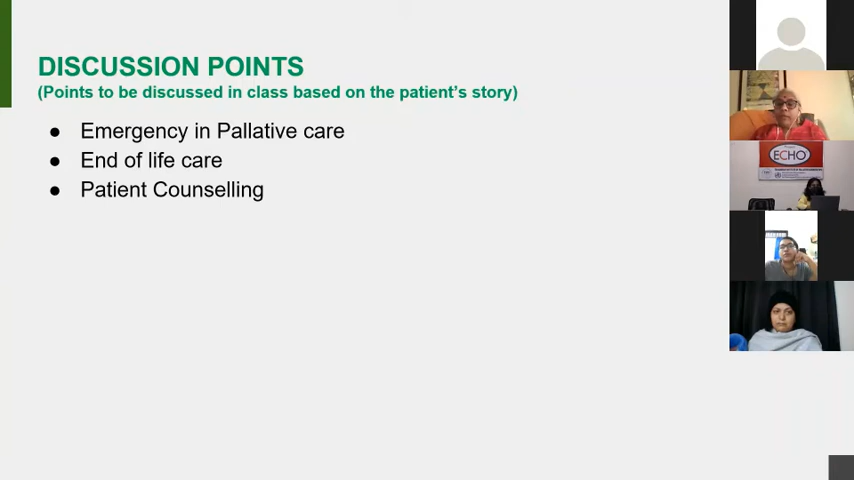 DISCUSSION POINTS
(Points to be discussed in class based on the patient’s story)
● Emergency in Pallative care
● End of life care
● Patient Counselling
ECHO